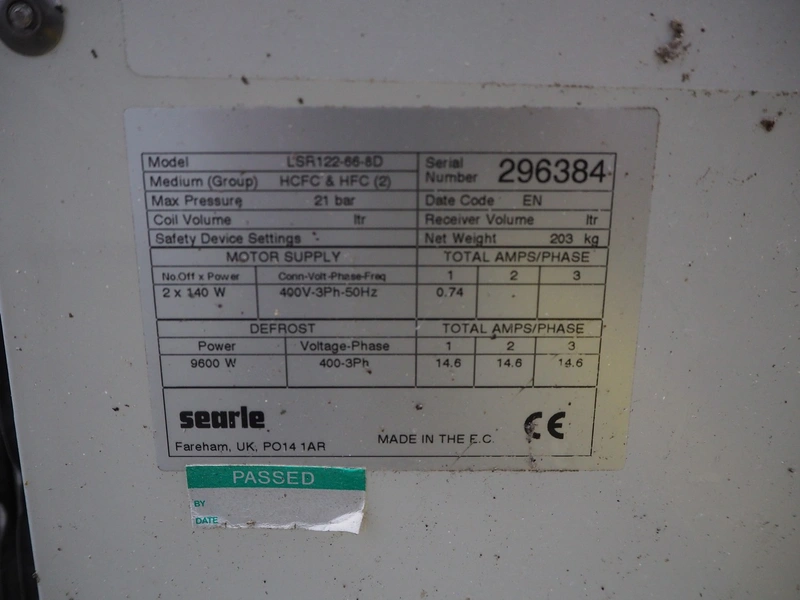 Model LSR122-66-8D Serial Number 296384
Medium (Group) HCFC & HFC (2)
Max Pressure 21 bar Date Code EN
Coil Volume ltr Receiver Volume ltr
Safety Device Settings Net Weight 203 kg
MOTOR SUPPLY TOTAL AMPS/PHASE
No.Off x Power Conn-Volt-Phase-Freq 1 2 3
2 x 140 W 400V-3Ph-50Hz 0.74
DEFROST TOTAL AMPS/PHASE
Power Voltage-Phase 1 2 3
9600 W 400-3Ph 14.6 14.6 14.6
searle
Fareham, UK, PO14 1AR MADE IN THE E.C. CE
PASSED
BY
DATE